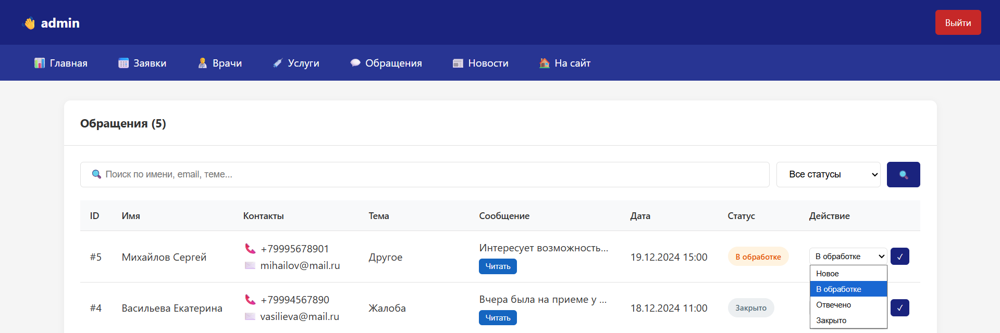 admin
Выйти
Главная
Заявки
Врачи
Услуги
Обращения
Новости
На сайт
Обращения (5)
Поиск по имени, email, теме...
Все статусы
ID Имя Контакты Тема Сообщение Дата Статус Действие
#5 Михайлов Сергей +79995678901 mihailov@mail.ru Другое Интересует возможность... Читать 19.12.2024 15:00 В обработке В обработке ✓
Новое
В обработке
Отвечено
Закрыто
#4 Васильева Екатерина +79994567890 vasilieva@mail.ru Жалоба Вчера была на приеме у ... Читать 18.12.2024 11:00 Закрыто ✓